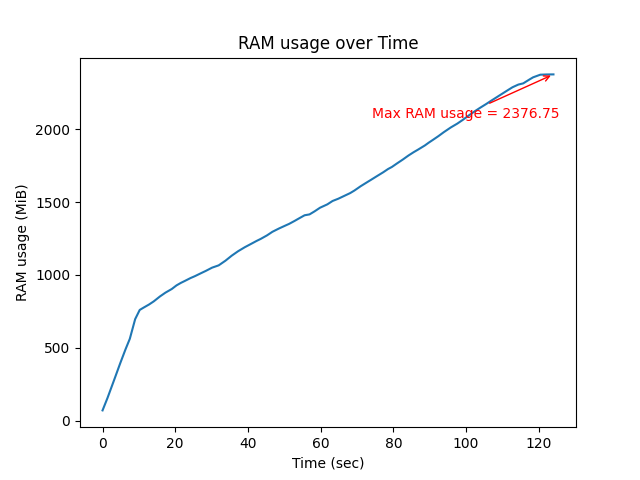 RAM usage over Time
Max RAM usage = 2376.75
RAM usage (MiB)
2000
1500
1000
500
0
0 20 40 60 80 100 120
Time (sec)